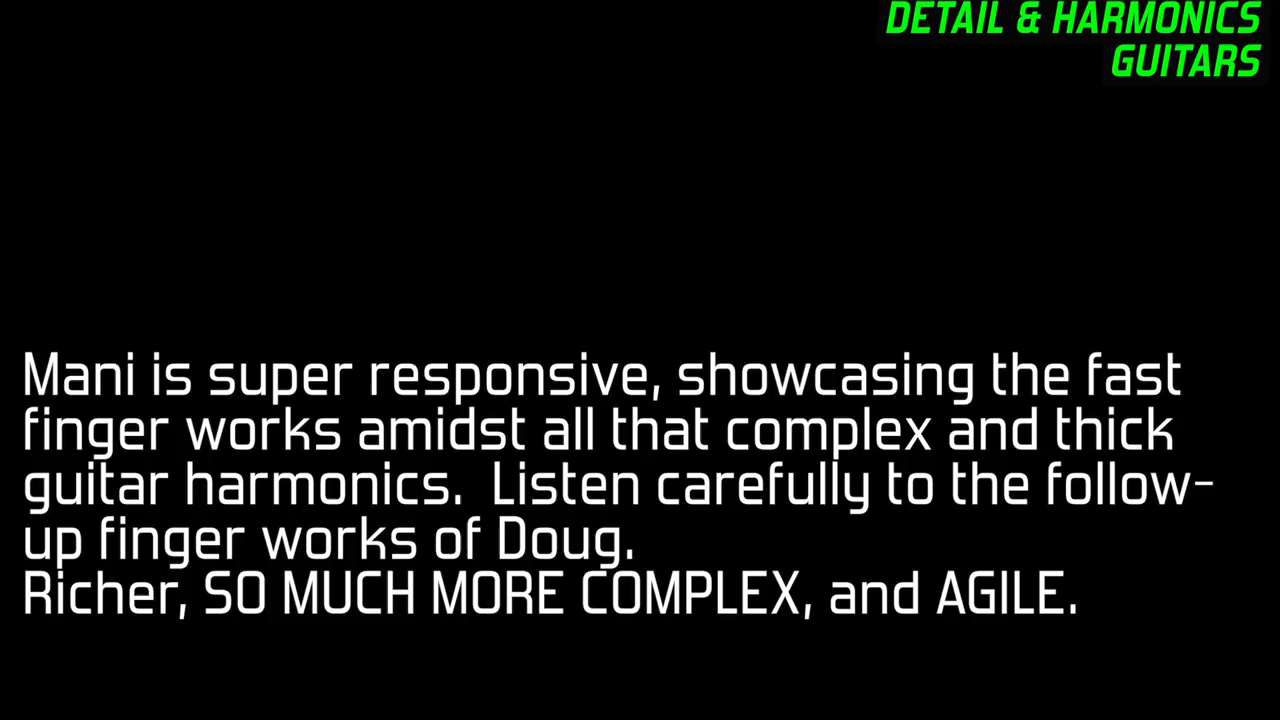 DETAIL & HARMONICS
GUITARS
Mani is super responsive, showcasing the fast
finger works amidst all that complex and thick
guitar harmonics.  Listen carefully to the follow-
up finger works of Doug.
Richer, SO MUCH MORE COMPLEX, and AGILE.